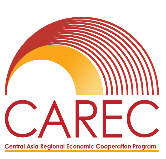 CAREC
Central Asia Regional Economic Cooperation Program